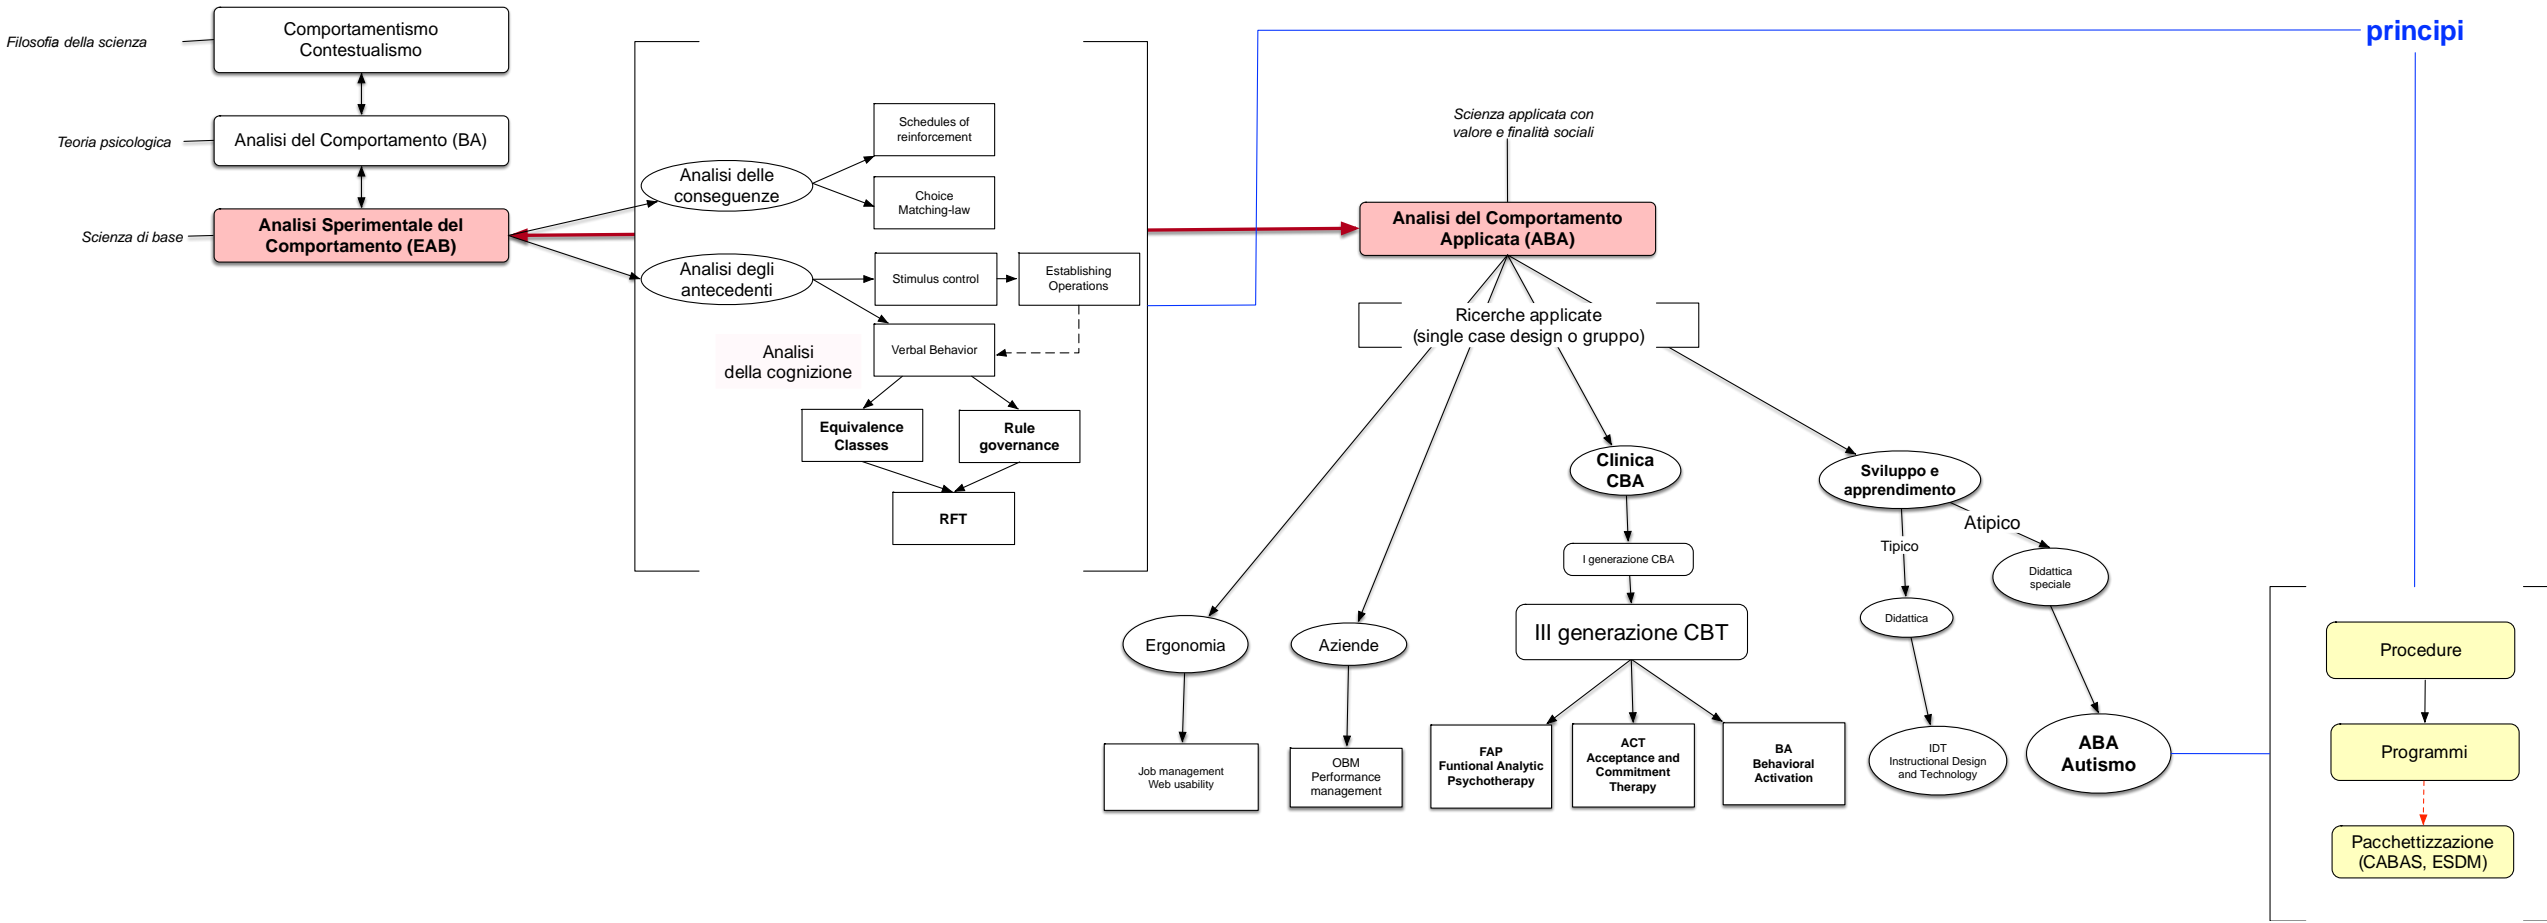 Filosofia della scienza
Comportamentismo
Contestualismo
Teoria psicologica
Analisi del Comportamento (BA)
Scienza di base
Analisi Sperimentale del
Comportamento (EAB)
Analisi delle
conseguenze
Schedules of
reinforcement
Choice
Matching-law
Analisi degli
antecedenti
Stimulus control
Establishing
Operations
Analisi
della cognizione
Verbal Behavior
Equivalence
Classes
Rule
governance
RFT
principi
Scienza applicata con
valore e finalità sociali
Analisi del Comportamento
Applicata (ABA)
Ricerche applicate
(single case design o gruppo)
Ergonomia
Job management
Web usability
Aziende
OBM
Performance
management
Clinica
CBA
I generazione CBA
III generazione CBT
FAP
Funtional Analytic
Psychotherapy
ACT
Acceptance and
Commitment
Therapy
BA
Behavioral
Activation
Sviluppo e
apprendimento
Tipico
Atipico
Didattica
IDT
Instructional Design
and Technology
Didattica
speciale
ABA
Autismo
Procedure
Programmi
Pacchettizzazione
(CABAS, ESDM)